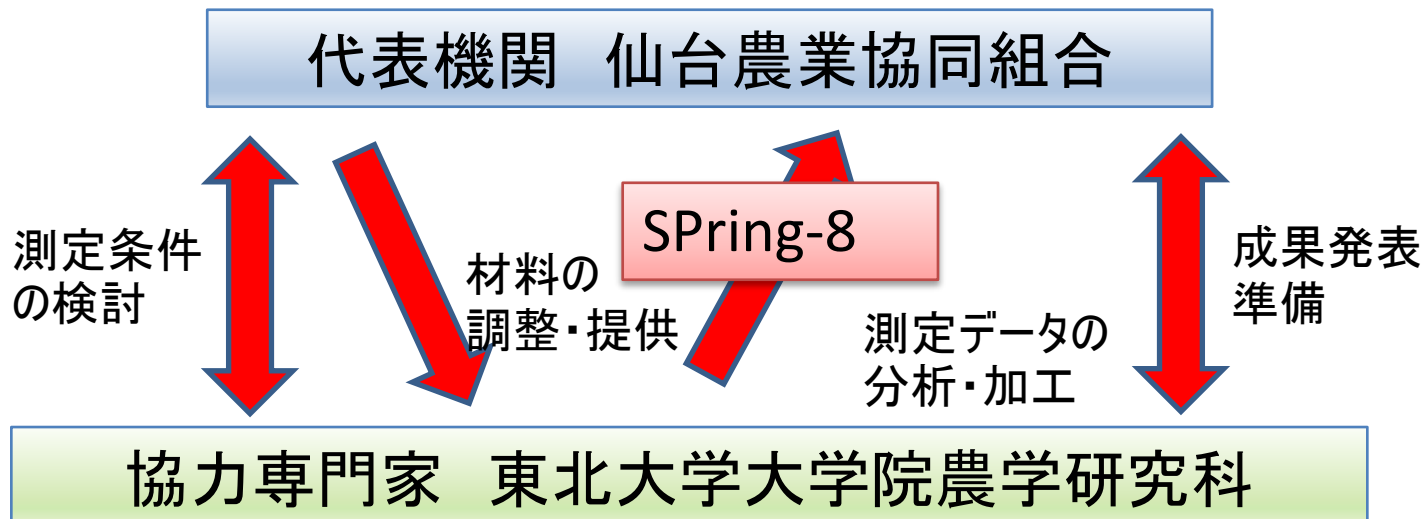 代表機関　仙台農業協同組合
SPring-8
測定条件
の検討
材料の
調整・提供
測定データの
分析・加工
成果発表
準備
協力専門家　東北大学大学院農学研究科